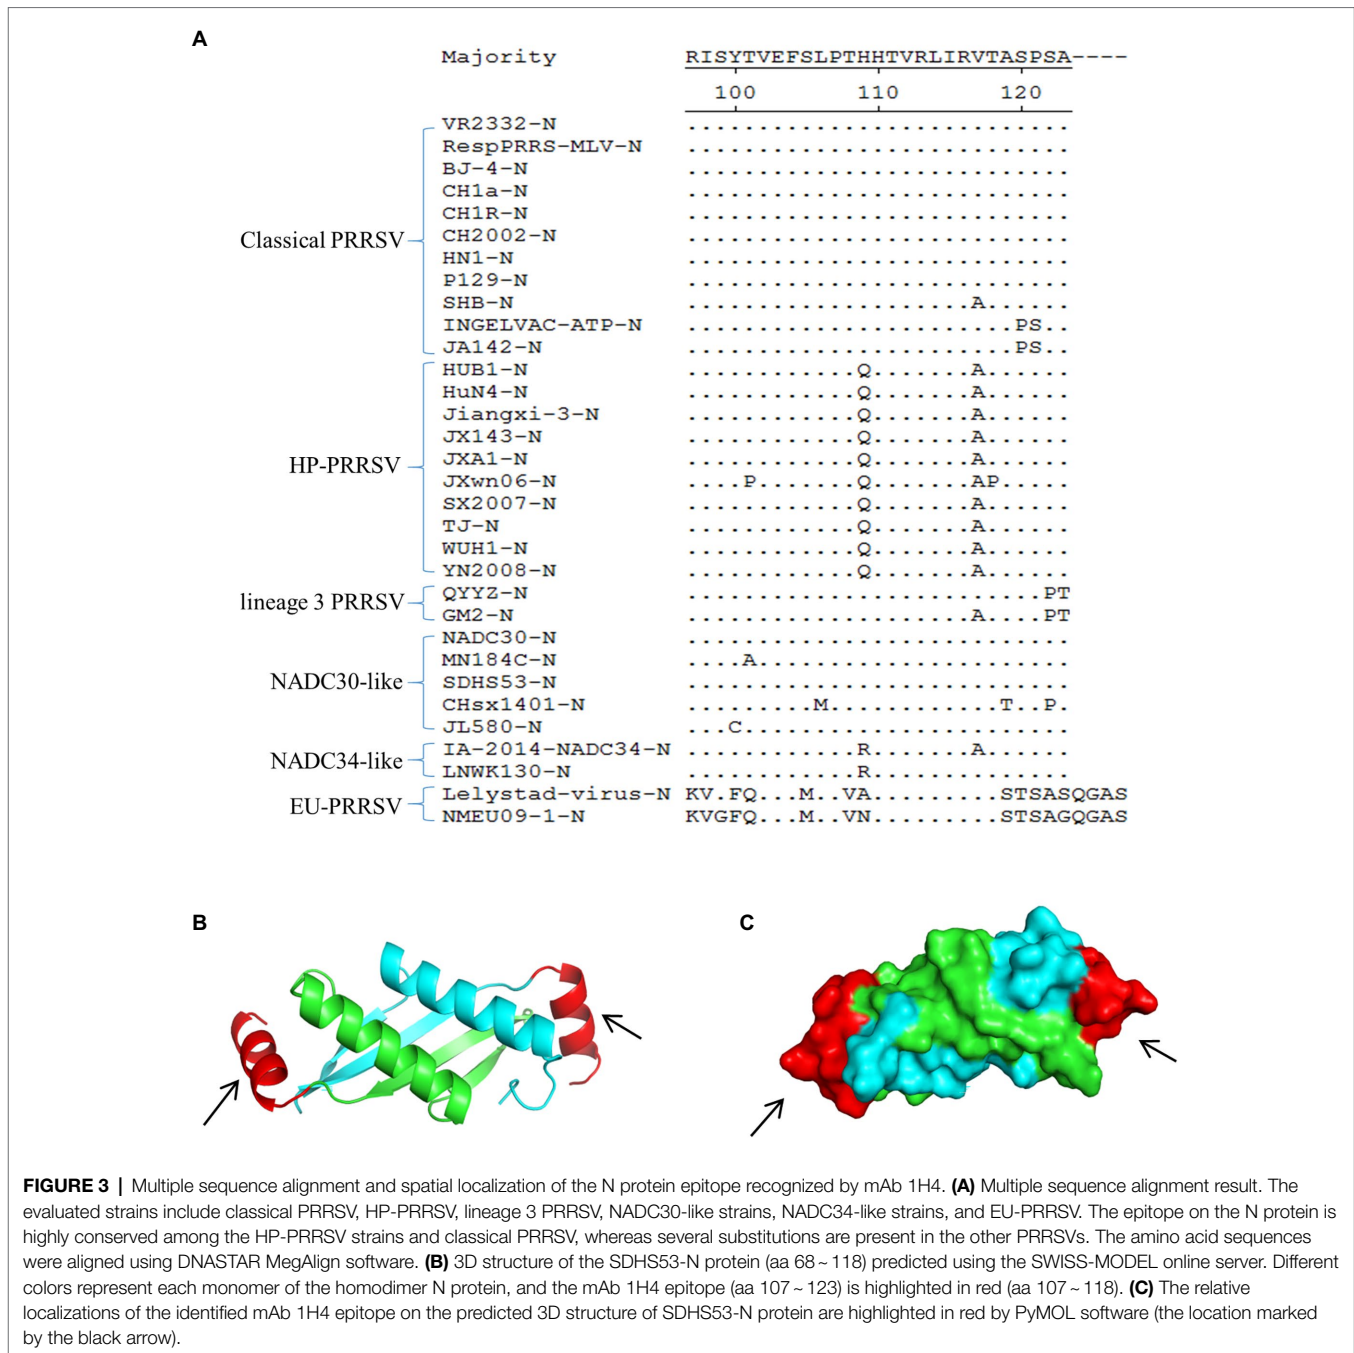 A
Majority RISYTVEFSLPTHHTVRLIRVTASPSA----
100 110 120
Classical PRRSV
VR2332-N ...........................
RespPRRS-MLV-N ...........................
BJ-4-N ...........................
CH1a-N ...........................
CH1R-N ...........................
CH2002-N ...........................
HN1-N ...........................
P129-N ...........................
SHB-N ....................A......
INGELVAC-ATP-N .......................PS..
JA142-N .......................PS..
HP-PRRSV
HUB1-N ............Q.......A......
HuN4-N ............Q.......A......
Jiangxi-3-N ............Q.......A......
JX143-N ............Q.......A......
JXA1-N ............Q.......A......
JXwn06-N ....P.......Q.......AP.....
SX2007-N ............Q.......A......
TJ-N ............Q.......A......
WUH1-N ............Q.......A......
YN2008-N ............Q.......A......
lineage 3 PRRSV
QYYZ-N .........................PT
GM2-N ....................A....PT
NADC30-like
NADC30-N ...........................
MN184C-N ....A......................
SDHS53-N ...........................
CHsx1401-N .........M............T..P.
JL580-N ...C.......................
NADC34-like
IA-2014-NADC34-N ............R.......A......
LNWK130-N ............R..............
EU-PRRSV
Lelystad-virus-N KV.FQ...M..VA.........STSASQGAS
NMEU09-1-N KVGFQ...M..VN.........STSAGQGAS
B
C
FIGURE 3 | Multiple sequence alignment and spatial localization of the N protein epitope recognized by mAb 1H4. (A) Multiple sequence alignment result. The
evaluated strains include classical PRRSV, HP-PRRSV, lineage 3 PRRSV, NADC30-like strains, NADC34-like strains, and EU-PRRSV. The epitope on the N protein is
highly conserved among the HP-PRRSV strains and classical PRRSV, whereas several substitutions are present in the other PRRSVs. The amino acid sequences
were aligned using DNASTAR MegAlign software. (B) 3D structure of the SDHS53-N protein (aa 68 ~ 118) predicted using the SWISS-MODEL online server. Different
colors represent each monomer of the homodimer N protein, and the mAb 1H4 epitope (aa 107 ~ 123) is highlighted in red (aa 107 ~ 118). (C) The relative
localizations of the identified mAb 1H4 epitope on the predicted 3D structure of SDHS53-N protein are highlighted in red by PyMOL software (the location marked
by the black arrow).